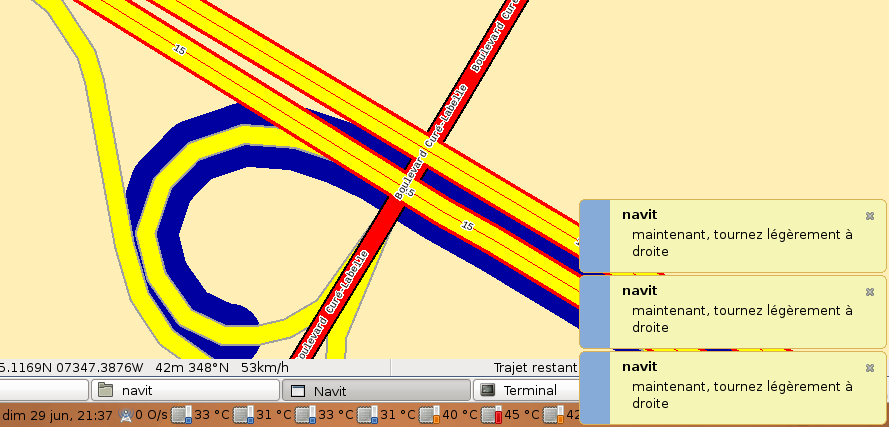 15
Boulevard Curé-Labelle
Boulevard Curé-Labelle
15
Boulevard Curé-Labelle
navit
maintenant, tournez légèrement à
droite
navit
maintenant, tournez légèrement à
droite
navit
maintenant, tournez légèrement à
droite
5.1169N 07347.3876W 42m 348°N 53km/h
Trajet restant
navit
Navit
Terminal
dim 29 jun, 21:37 0 O/s 33 °C 31 °C 33 °C 31 °C 40 °C 45 °C 42